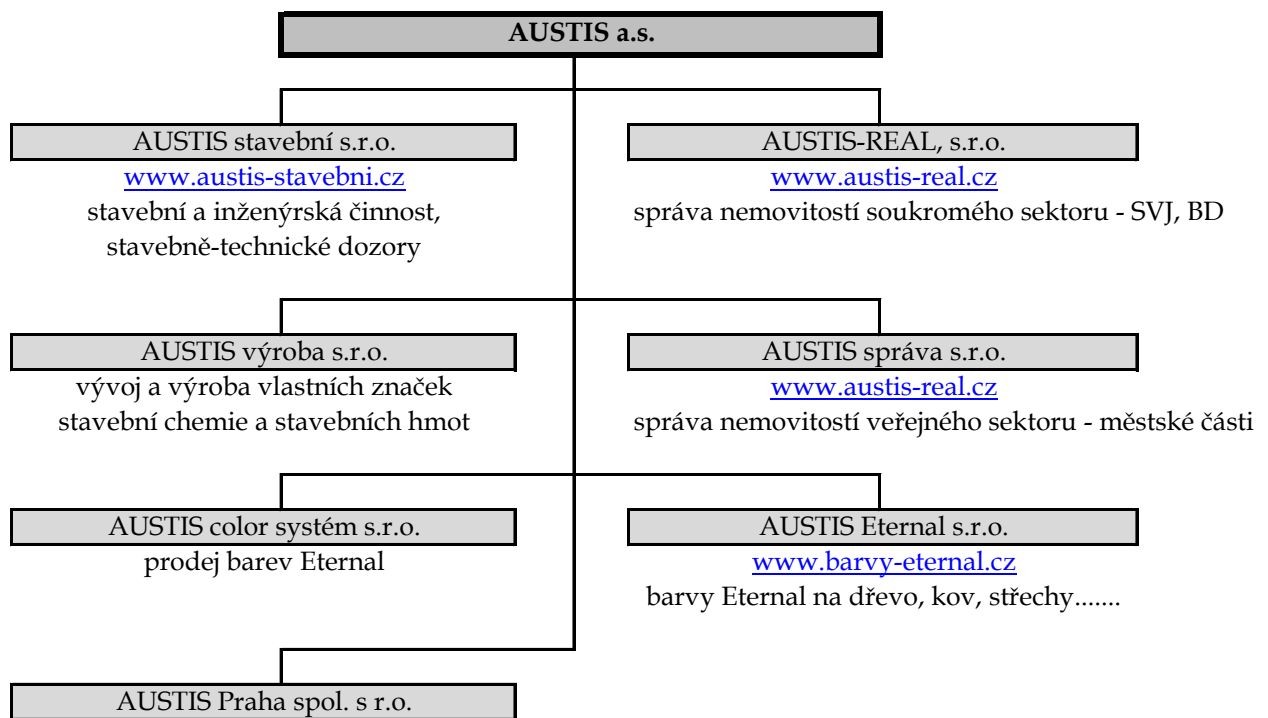 AUSTIS a.s.
AUSTIS stavební s.r.o.
www.austis-stavebni.cz
stavební a inženýrská činnost,
stavebně-technické dozory
AUSTIS-REAL, s.r.o.
www.austis-real.cz
správa nemovitostí soukromého sektoru - SVJ, BD
AUSTIS výroba s.r.o.
vývoj a výroba vlastních značek
stavební chemie a stavebních hmot
AUSTIS správa s.r.o.
www.austis-real.cz
správa nemovitostí veřejného sektoru - městské části
AUSTIS color systém s.r.o.
prodej barev Eternal
AUSTIS Eternal s.r.o.
www.barvy-eternal.cz
barvy Eternal na dřevo, kov, střechy.......
AUSTIS Praha spol. s r.o.